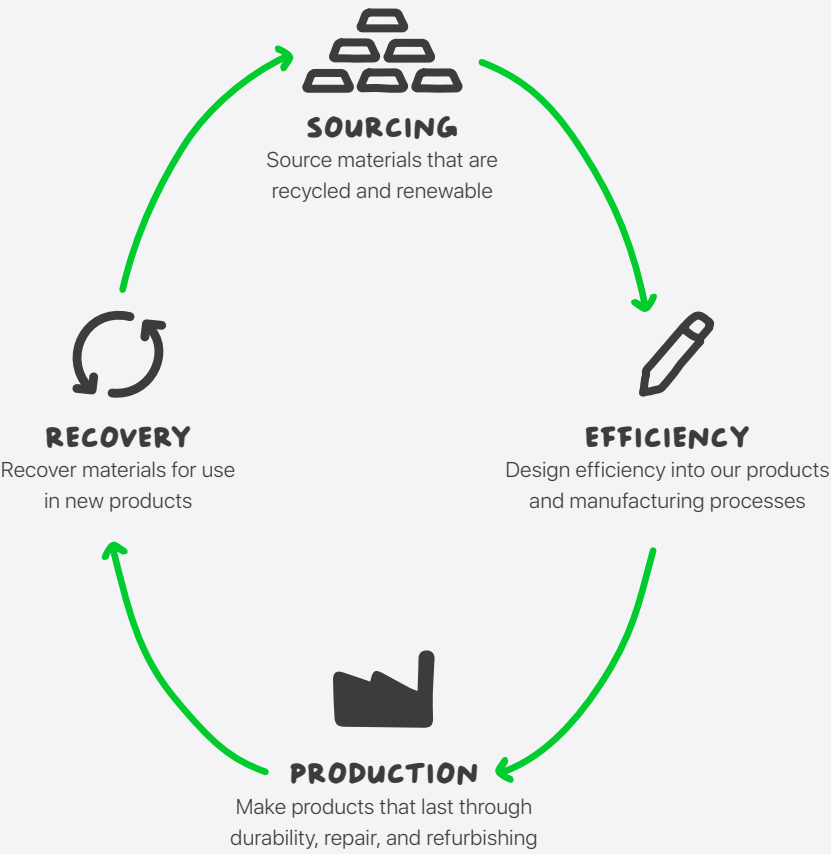 SOURCING
Source materials that are
recycled and renewable
EFFICIENCY
Design efficiency into our products
and manufacturing processes
PRODUCTION
Make products that last through
durability, repair, and refurbishing
RECOVERY
Recover materials for use
in new products